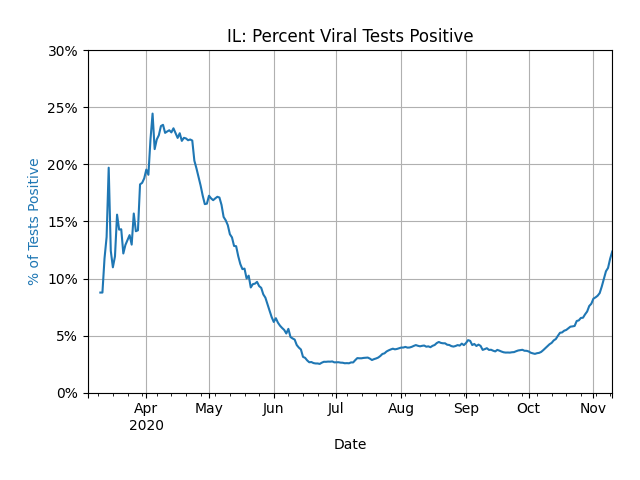 IL: Percent Viral Tests Positive
30%
25%
20%
15%
10%
5%
0%
% of Tests Positive
Apr May Jun Jul Aug Sep Oct Nov
2020
Date